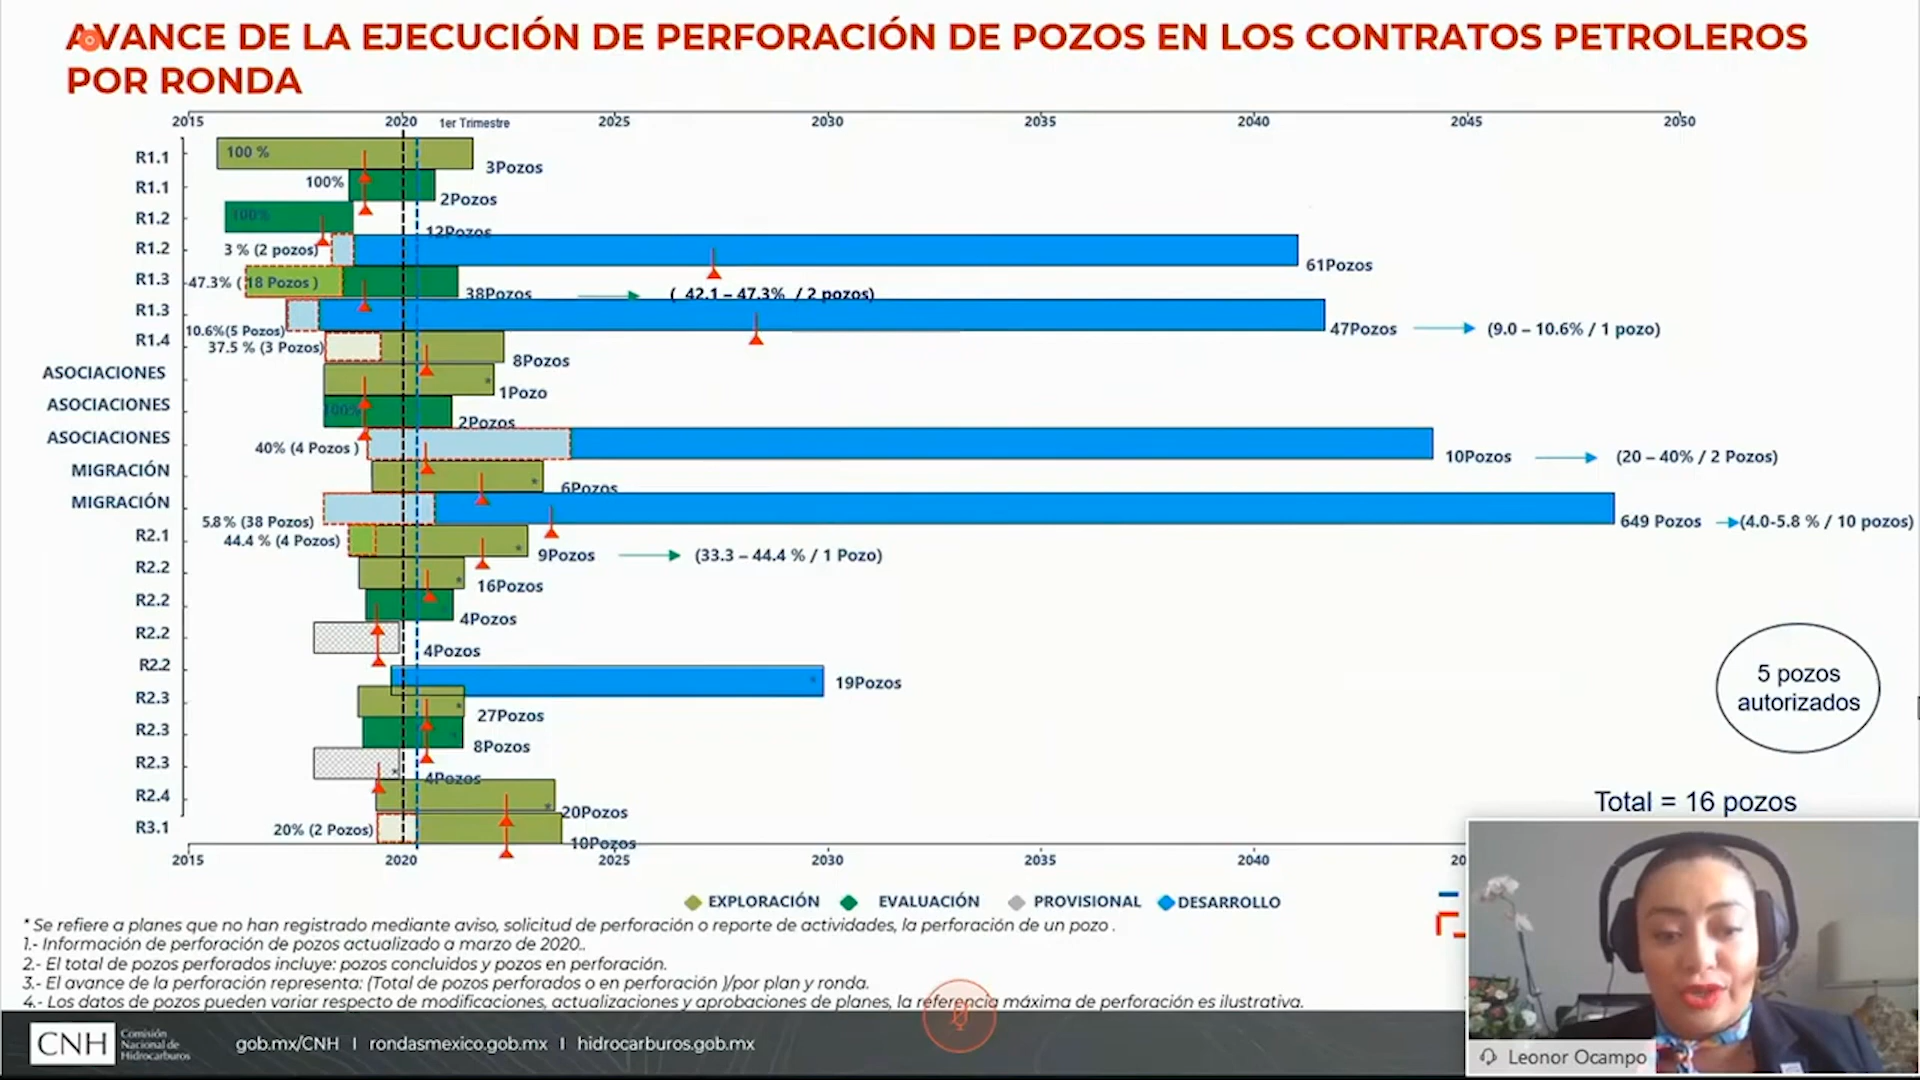 AVANCE DE LA EJECUCIÓN DE PERFORACIÓN DE POZOS EN LOS CONTRATOS PETROLEROS
POR RONDA
2015 2020 1er Trimestre 2025 2030 2035 2040 2045 2050
R1.1 100 % 3Pozos
R1.1 100% 2Pozos
R1.2 100% 12Pozos
R1.2 3 % (2 pozos) 61Pozos
R1.3 47.3% ( 18 Pozos ) 38Pozos ( 42.1 – 47.3% / 2 pozos)
R1.3 10.6%(5 Pozos) 47Pozos (9.0 – 10.6% / 1 pozo)
R1.4 37.5 % (3 Pozos) 8Pozos
ASOCIACIONES * 1Pozo
ASOCIACIONES 100% 2Pozos
ASOCIACIONES 40% (4 Pozos ) 10Pozos (20 – 40% / 2 Pozos)
MIGRACIÓN * 6Pozos
MIGRACIÓN 5.8% (38 Pozos) 649 Pozos (4.0-5.8 % / 10 pozos)
R2.1 44.4 % (4 Pozos) * 9Pozos (33.3 – 44.4 % / 1 Pozo)
R2.2 * 16Pozos
R2.2 4Pozos
R2.2 4Pozos
R2.2 * 19Pozos
R2.3 * 27Pozos
R2.3 8Pozos
R2.3 * 4Pozos
R2.4 * 20Pozos
R3.1 20% (2 Pozos) 10Pozos
5 pozos
autorizados
Total = 16 pozos
2015 2020 2025 2030 2035 2040
EXPLORACIÓN EVALUACIÓN PROVISIONAL DESARROLLO
* Se refiere a planes que no han registrado mediante aviso, solicitud de perforación o reporte de actividades, la perforación de un pozo .
1.- Información de perforación de pozos actualizado a marzo de 2020..
2.- El total de pozos perforados incluye: pozos concluidos y pozos en perforación.
3.- El avance de la perforación representa: (Total de pozos perforados o en perforación )/por plan y ronda.
4.- Los datos de pozos pueden variar respecto de modificaciones, actualizaciones y aprobaciones de planes, la referencia máxima de perforación es ilustrativa.
CNH Comisión
Nacional de
Hidrocarburos
gob.mx/CNH I rondasmexico.gob.mx I hidrocarburos.gob.mx
Leonor Ocampo